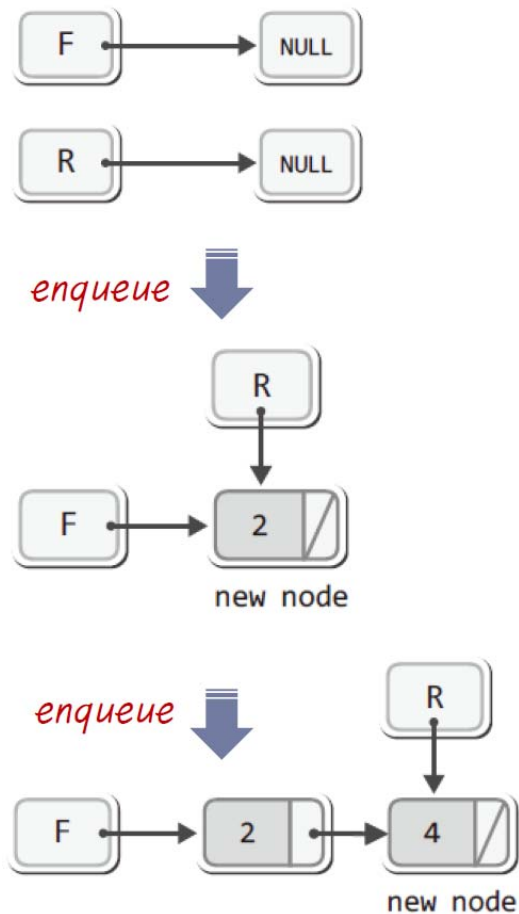 F NULL
R NULL
enqueue
R
F 2
new node
enqueue
R
F 2 4
new node